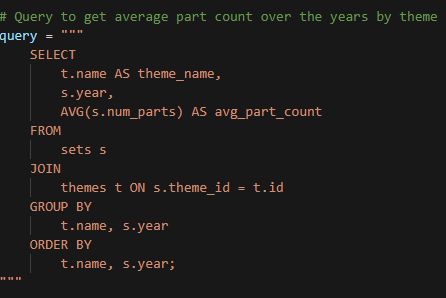 # Query to get average part count over the years by theme
query = """
SELECT
t.name AS theme_name,
s.year,
AVG(s.num_parts) AS avg_part_count
FROM
sets s
JOIN
themes t ON s.theme_id = t.id
GROUP BY
t.name, s.year
ORDER BY
t.name, s.year;
"""